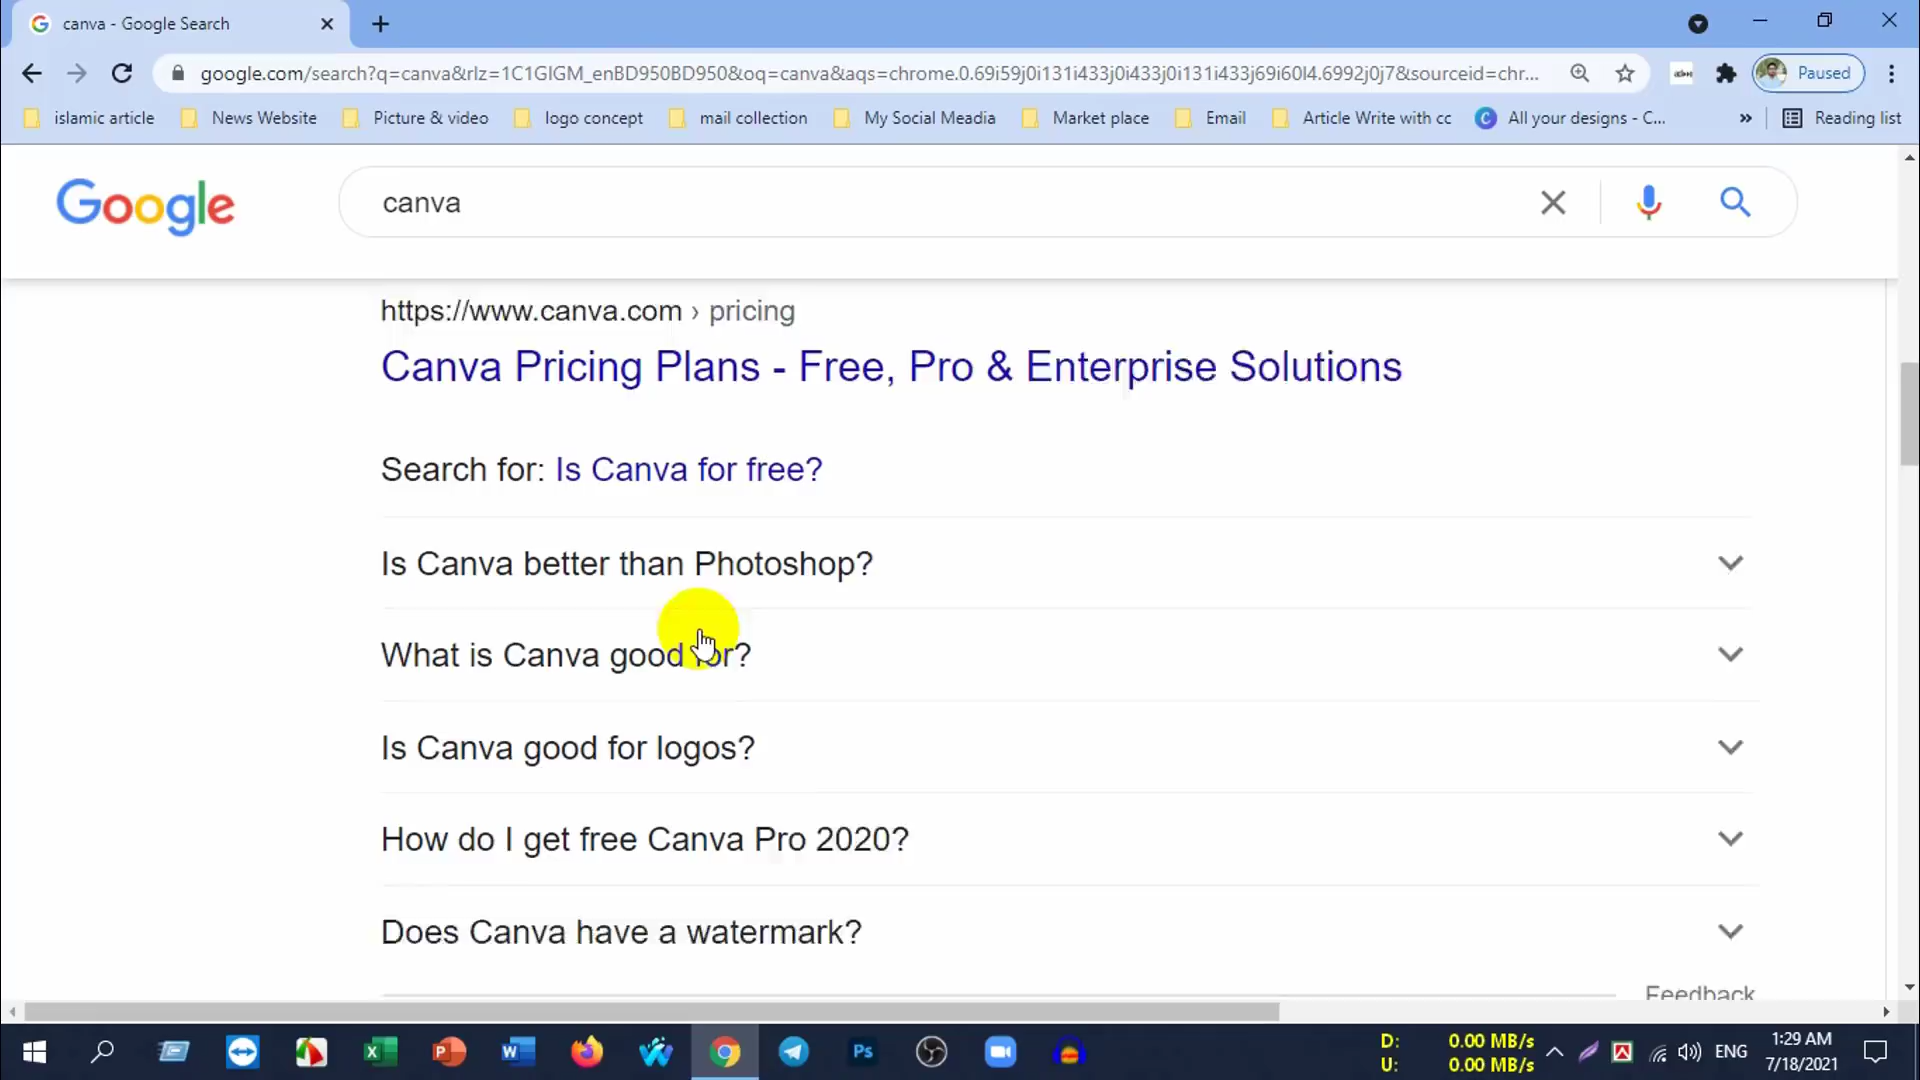 canva - Google Search
google.com/search?q=canva&rlz=1C1GIGM_enBD950BD950&oq=canva&aqs=chrome.0.69i59j0i131i433j0i433j0i131i433j69i60l4.6992j0j7&sourceid=chr...
Paused
islamic article
News Website
Picture & video
logo concept
mail collection
My Social Meadia
Market place
Email
Article Write with cc
All your designs - C...
Reading list
Google
canva
https://www.canva.com › pricing
Canva Pricing Plans - Free, Pro & Enterprise Solutions
Search for: Is Canva for free?
Is Canva better than Photoshop?
What is Canva good for?
Is Canva good for logos?
How do I get free Canva Pro 2020?
Does Canva have a watermark?
Feedback
D: 0.00 MB/s
U: 0.00 MB/s
ENG
1:29 AM
7/18/2021